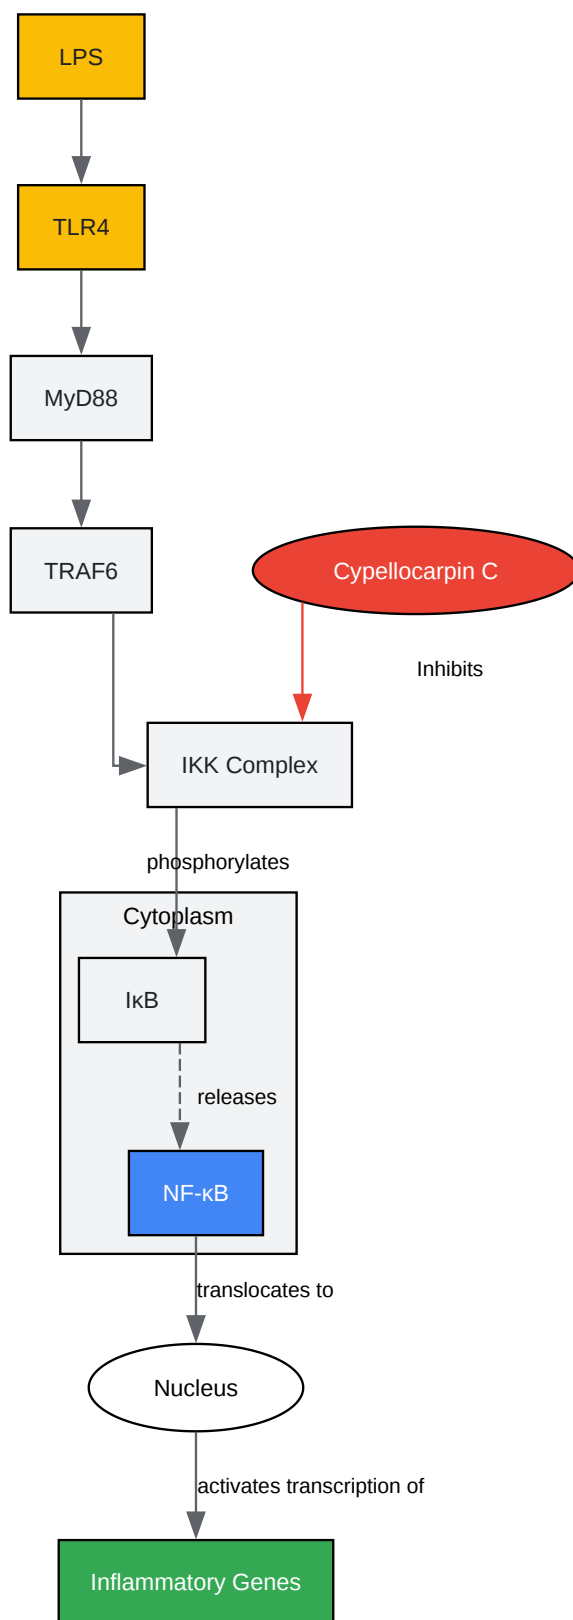 LPS
TLR4
MyD88
TRAF6
Cypellocarpin C
Inhibits
IKK Complex
phosphorylates
Cytoplasm
IκB
releases
NF-κB
translocates to
Nucleus
activates transcription of
Inflammatory Genes